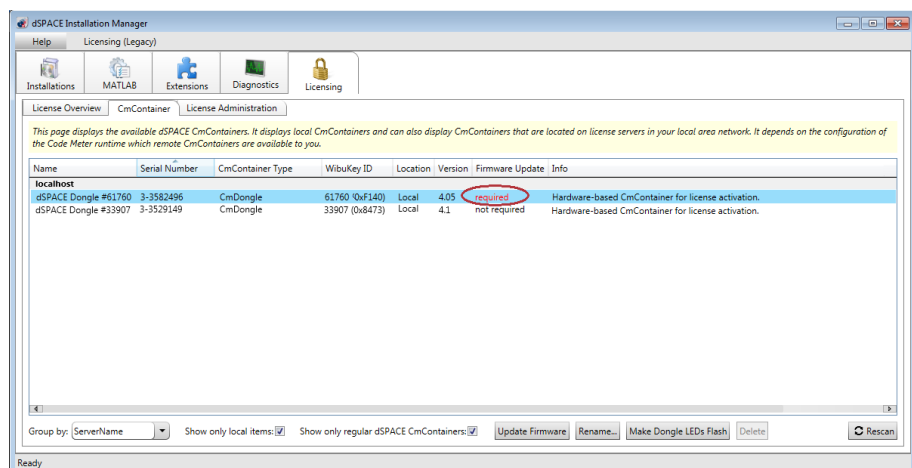 dSPACE Installation Manager
Help Licensing (Legacy)
Installations MATLAB Extensions Diagnostics Licensing
License Overview CmContainer License Administration
This page displays the available dSPACE CmContainers. It displays local CmContainers and can also display CmContainers that are located on license servers in your local area network. It depends on the configuration of
the Code Meter runtime which remote CmContainers are available to you.
Name Serial Number CmContainer Type WibuKey ID Location Version Firmware Update Info
localhost
dSPACE Dongle #61760 3-3582496 CmDongle 61760 (0xF140) Local 4.05 required Hardware-based CmContainer for license activation.
dSPACE Dongle #33907 3-3529149 CmDongle 33907 (0x8473) Local 4.1 not required Hardware-based CmContainer for license activation.
Group by: ServerName Show only local items: Show only regular dSPACE CmContainers: Update Firmware Rename... Make Dongle LEDs Flash Delete Rescan
Ready